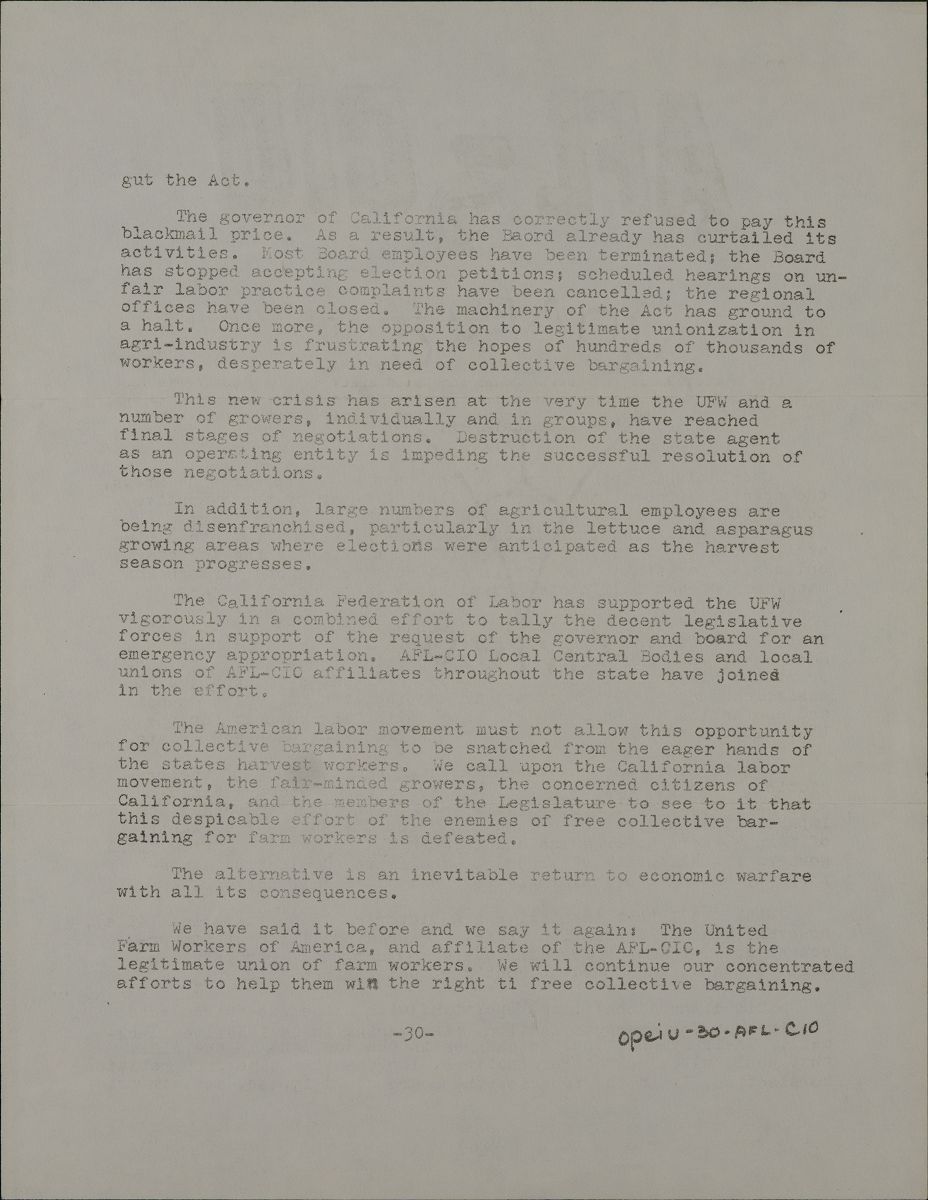 gut the Act.
The governor of California has correctly refused to pay this
blackmail price. As a result, the Baord already has curtailed its
activities. Most Board employees have been terminated; the Board
has stopped accepting election petitions; scheduled hearings on un-
fair labor practice complaints have been cancelled; the regional
offices have been closed. The machinery of the Act has ground to
a halt. Once more, the opposition to legitimate unionization in
agri-industry is frustrating the hopes of hundreds of thousands of
workers, desperately in need of collective bargaining.
This new crisis has arisen at the very time the UFW and a
number of growers, individually and in groups, have reached
final stages of negotiations. Destruction of the state agent
as an operating entity is impeding the successful resolution of
those negotiations.
In addition, large numbers of agricultural employees are
being disenfranchised, particularly in the lettuce and asparagus
growing areas where elections were anticipated as the harvest
season progresses.
The California Federation of Labor has supported the UFW
vigorously in a combined effort to tally the decent legislative
forces in support of the request of the governor and board for an
emergency appropriation. AFL-CIO Local Central Bodies and local
unions of AFL-CIO affiliates throughout the state have joined
in the effort.
The American labor movement must not allow this opportunity
for collective bargaining to be snatched from the eager hands of
the states harvest workers. We call upon the California labor
movement, the fair-minded growers, the concerned citizens of
California, and the members of the Legislature to see to it that
this despicable effort of the enemies of free collective bar-
gaining for farm workers is defeated.
The alternative is an inevitable return to economic warfare
with all its consequences.
We have said it before and we say it again: The United
Farm Workers of America, and affiliate of the AFL-CIO, is the
legitimate union of farm workers. We will continue our concentrated
afforts to help them win the right ti free collective bargaining.
-30-
opeiu-30-AFL-CIO